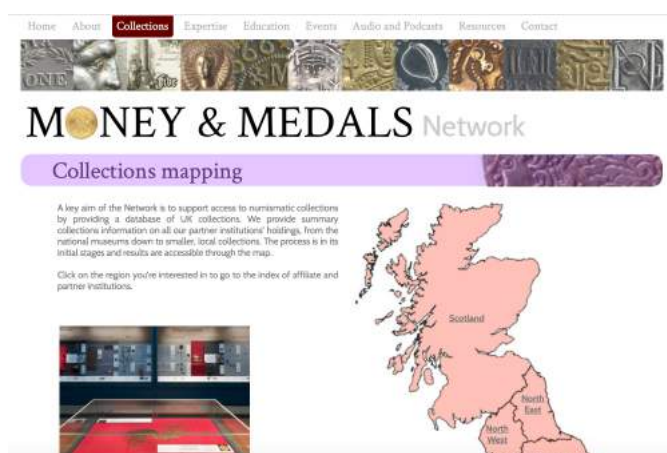 Home About Collections Expertise Education Events Audio and Podcasts Resources Contact
ONE
MONEY & MEDALS Network
Collections mapping
A key aim of the Network is to support access to numismatic collections
by providing a database of UK collections. We provide summary
collections information on all our partner institutions' holdings, from the
national museums down to smaller, local collections. The process is in its
initial stages and results are accessible through the map.
Click on the region you're interested in to go to the index of affiliate and
partner institutions.
Scotland
North
East
North
West